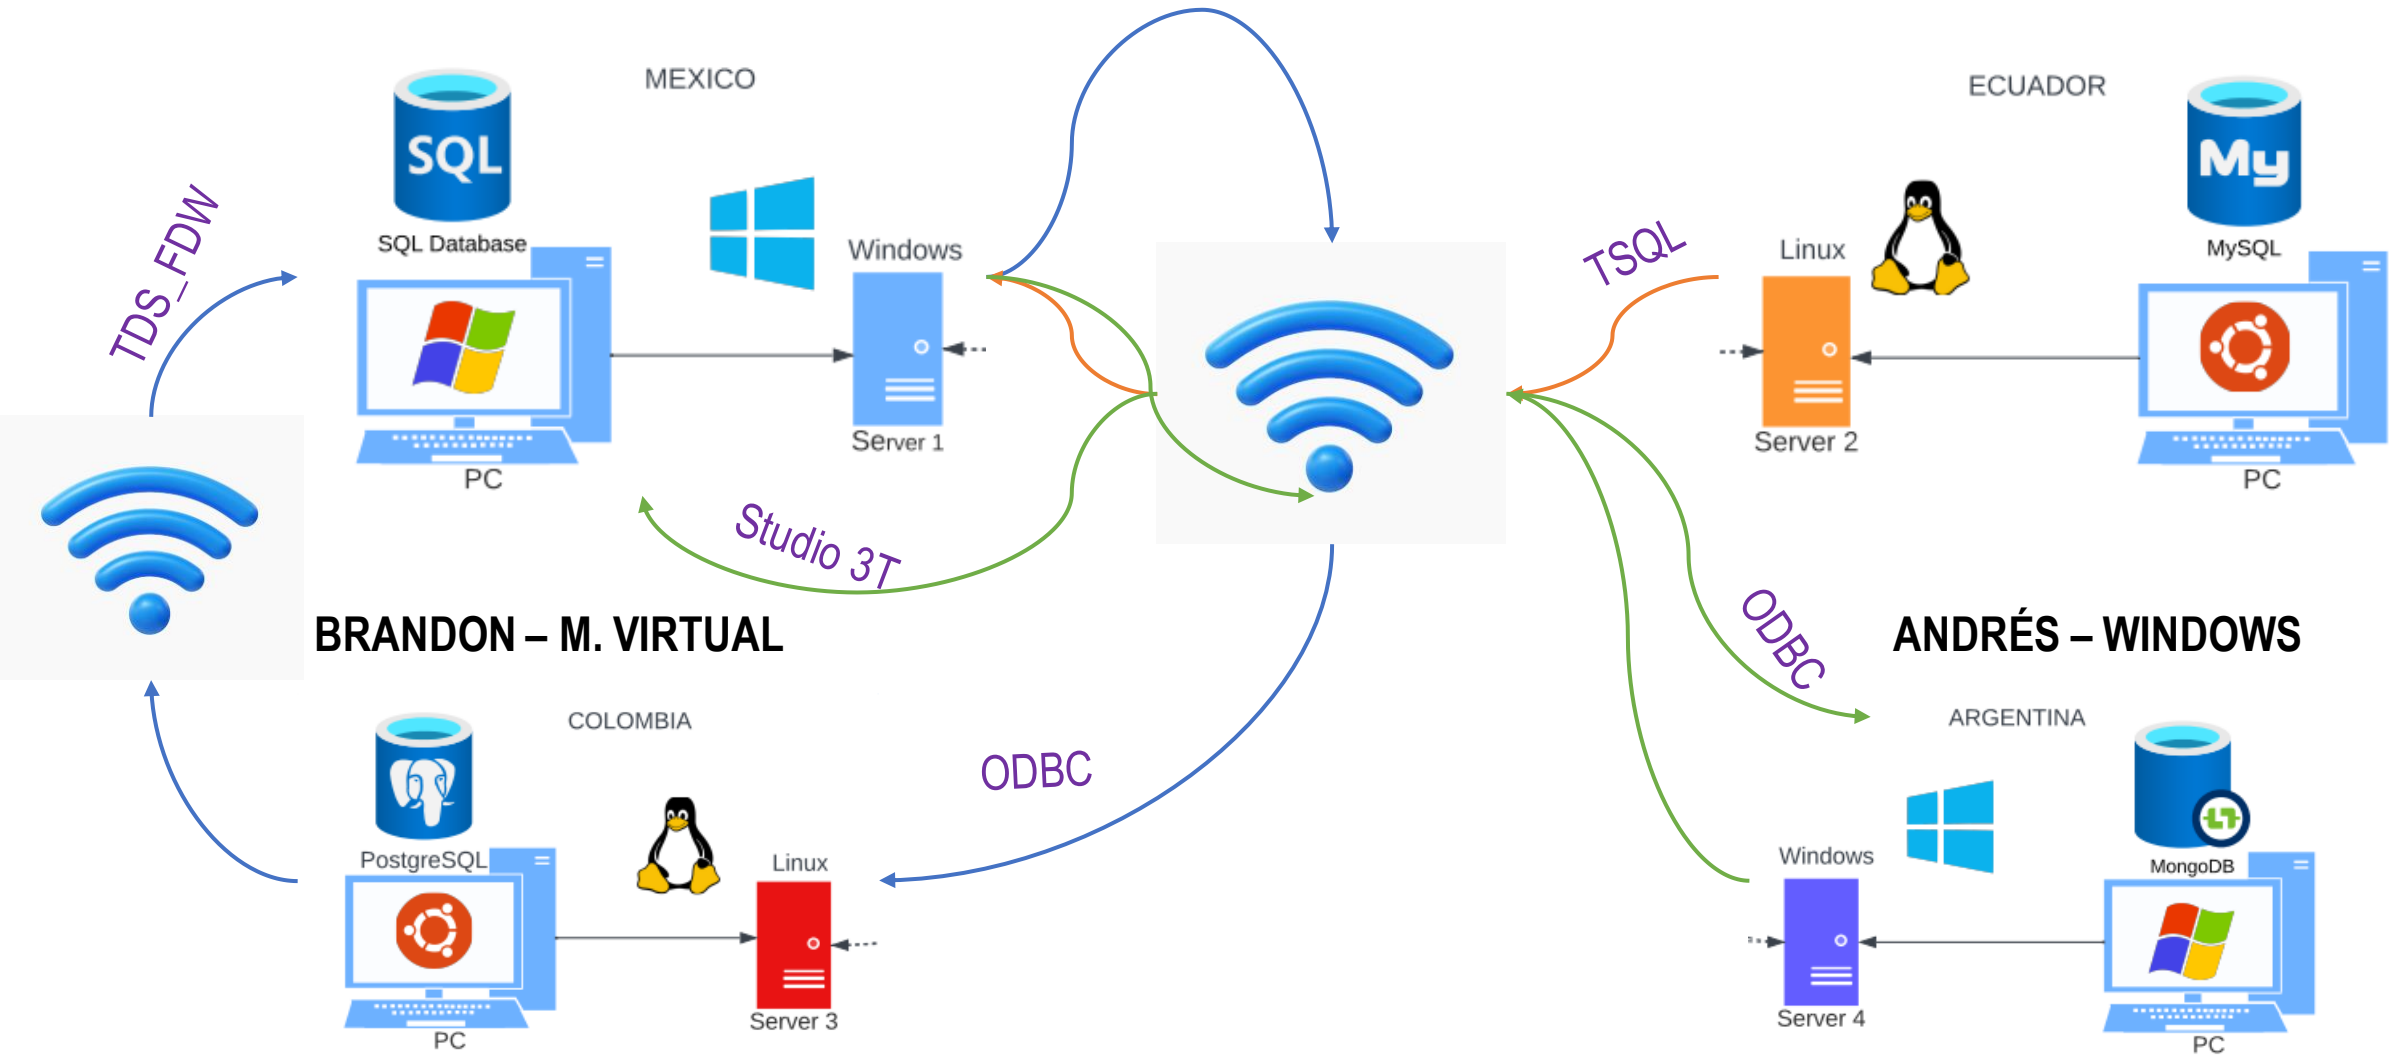 MEXICO
SQL
SQL Database
Windows
PC
Server 1
TDS_FDW
Studio 3T
ECUADOR
My
MySQL
Linux
TSQL
Server 2
PC
BRANDON – M. VIRTUAL
ANDRÉS – WINDOWS
ODBC
COLOMBIA
PostgreSQL
Linux
ODBC
Server 3
PC
ARGENTINA
Windows
MongoDB
Server 4
PC